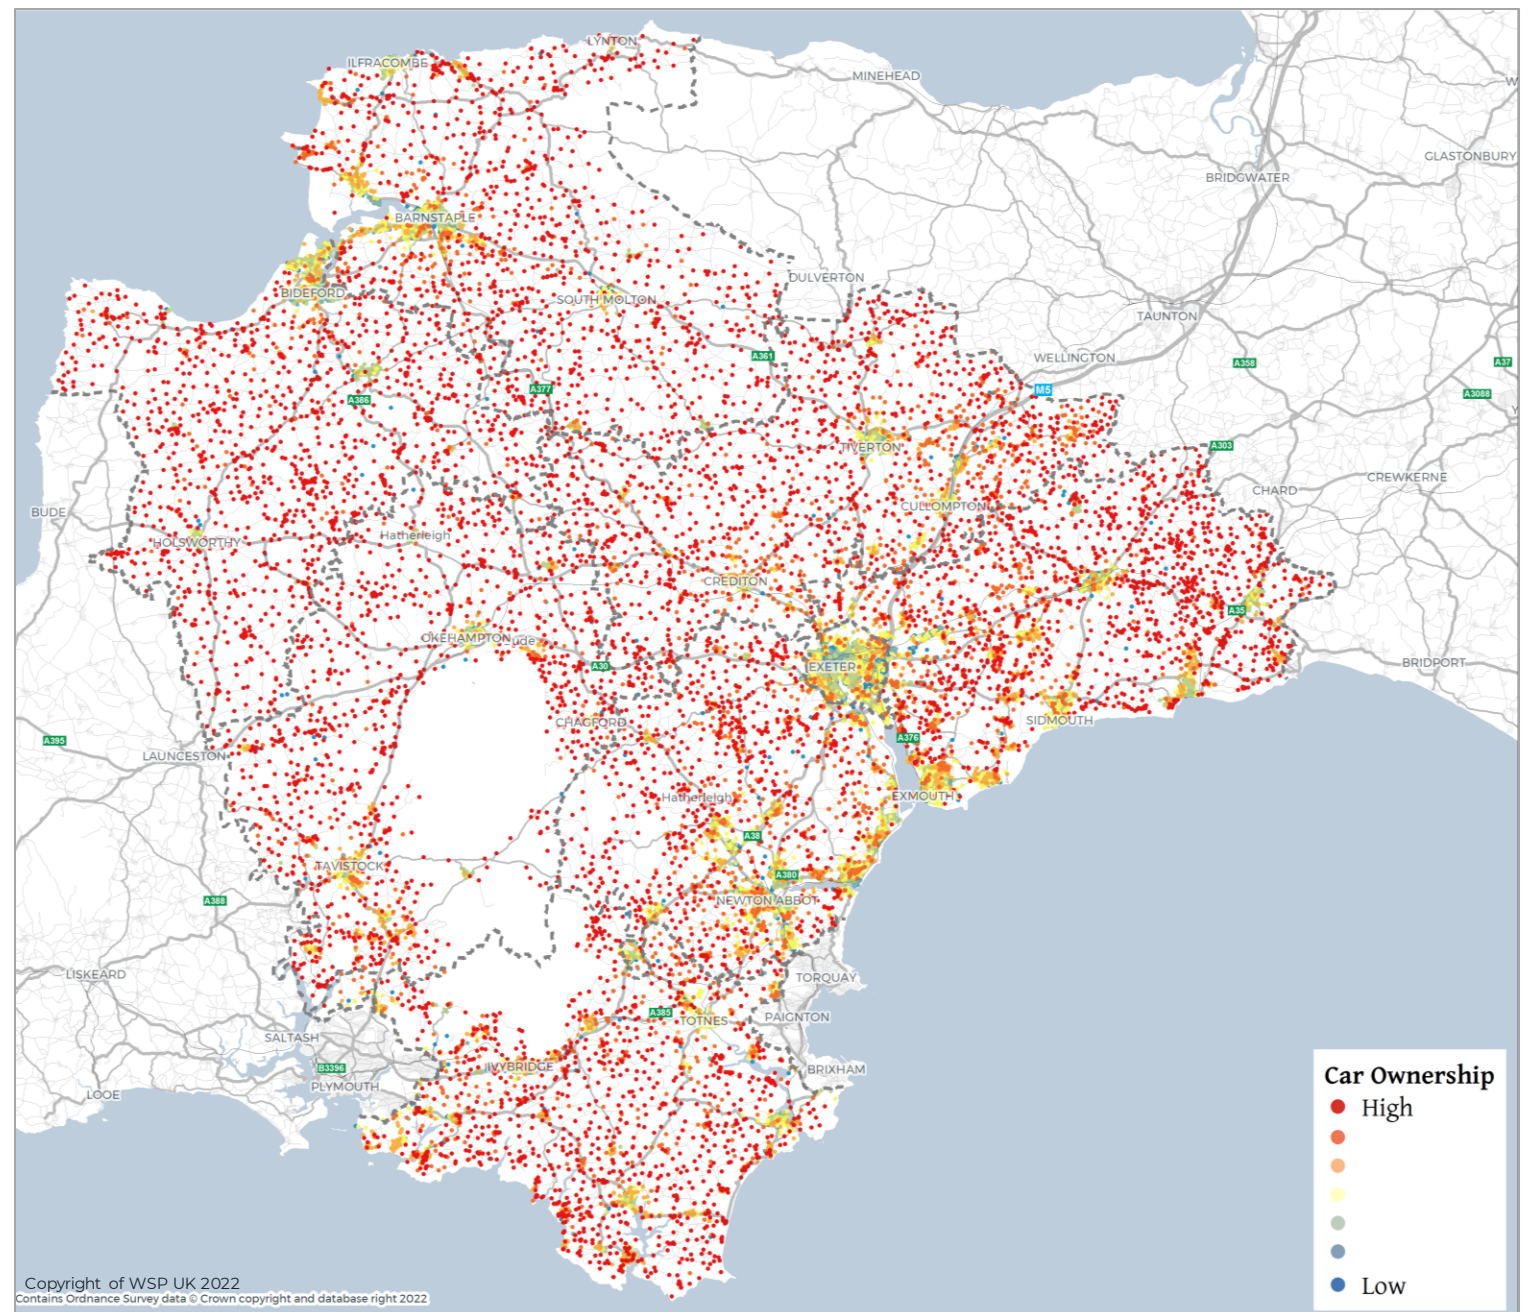 LYNTON
ILFRACOMBE
MINEHEAD
W
GLASTONBURY
BRIDGWATER
BARNSTAPLE
DULVERTON
BIDEFORD
SOUTH MOLTON
TAUNTON
WELLINGTON
A361
A358
A37
A377
M5
A3088
A386
Y
TIVERTON
A303
CREWKERNE
CHARD
BUDE
CULLOMPTON
HOLSWORTHY
Hatherleigh
CREDITON
A35
OKEHAMPTON
ude
A30
EXETER
BRIDPORT
CHAGFORD
SIDMOUTH
A395
A376
LAUNCESTON
Hatherleigh
EXMOUTH
A38
TAVISTOCK
A380
A388
NEWTON ABBOT
LISKEARD
TORQUAY
A385
PAIGNTON
TOTNES
SALTASH
B3396
IVYBRIDGE
BRIXHAM
PLYMOUTH
LOOE
Car Ownership
High
Low
Copyright of WSP UK 2022
Contains Ordnance Survey data © Crown copyright and database right 2022